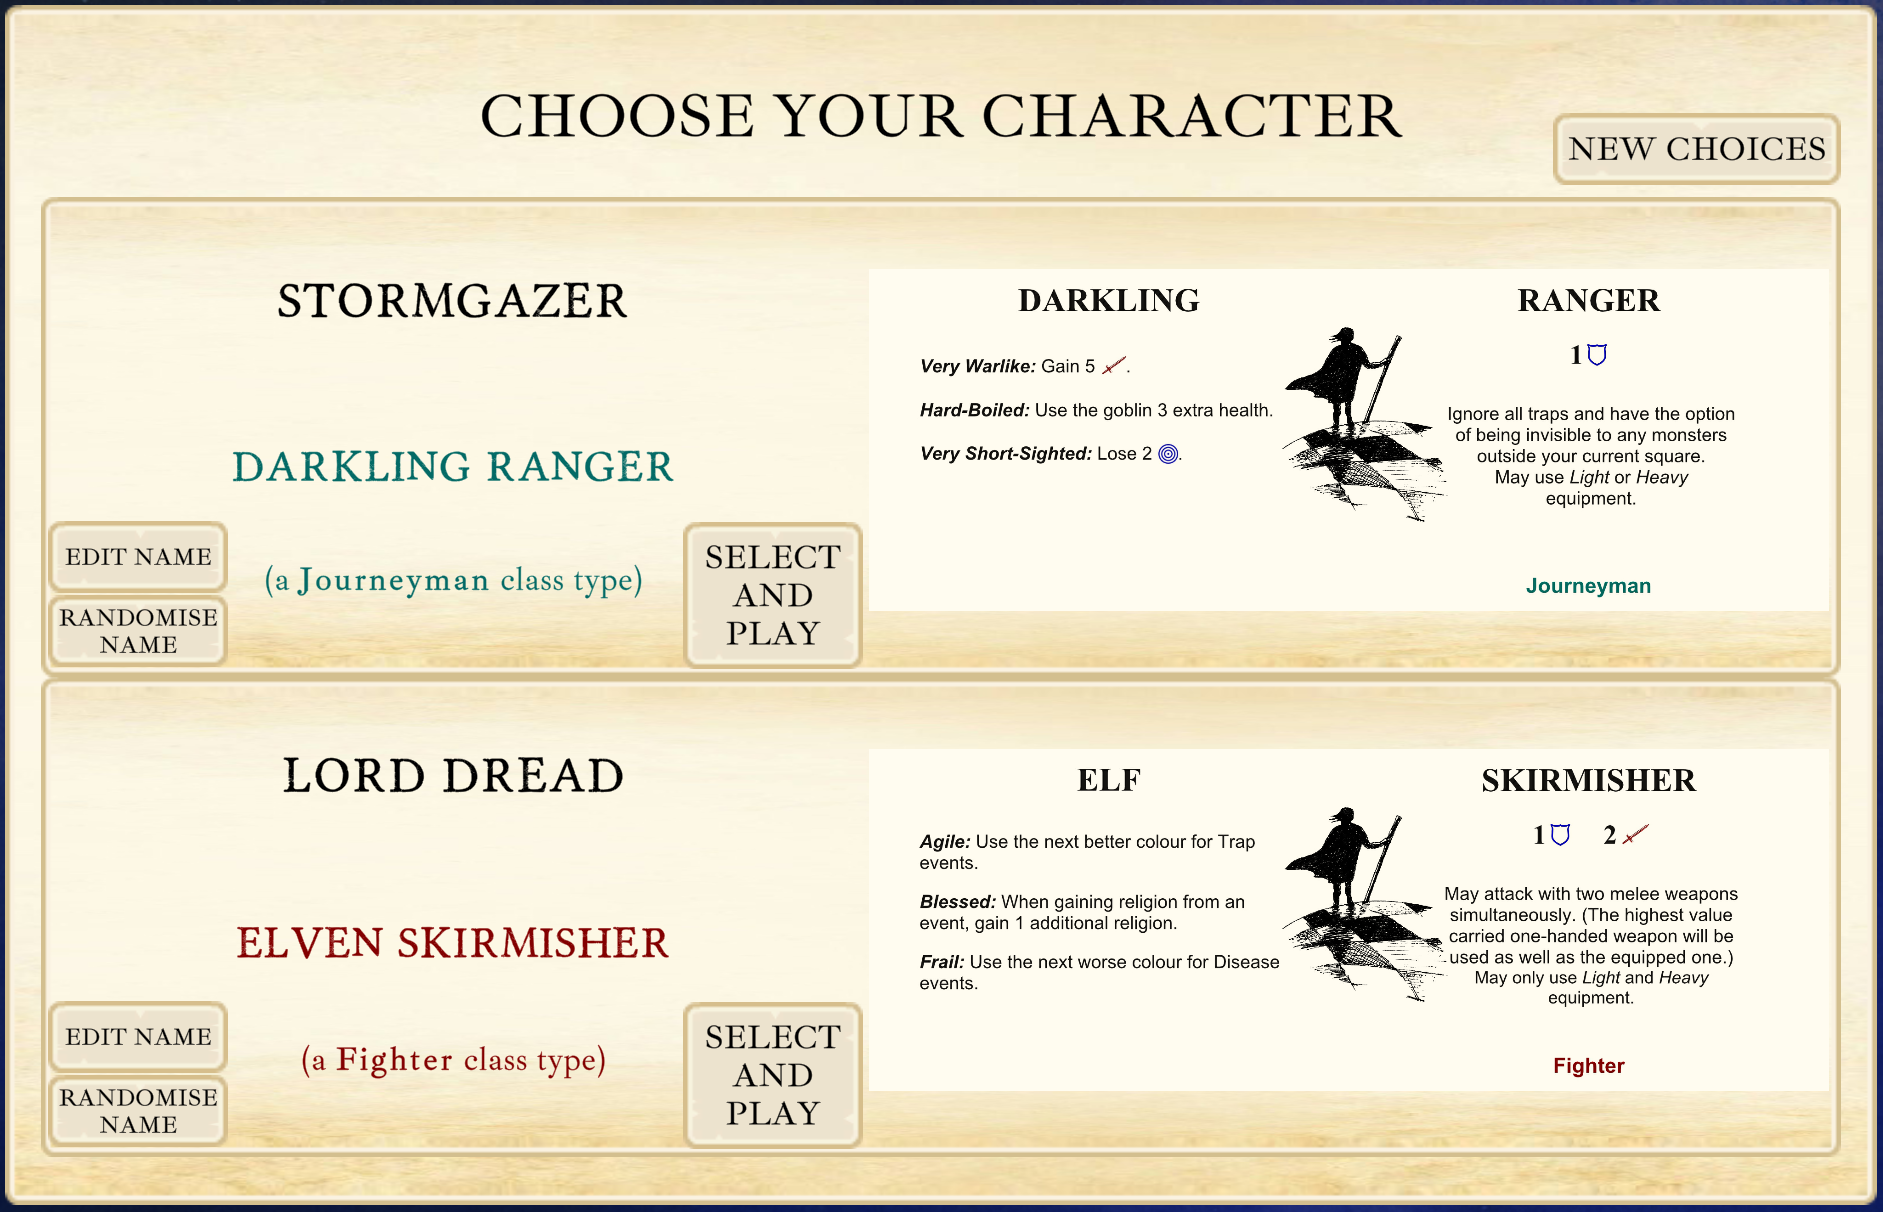 CHOOSE YOUR CHARACTER
NEW CHOICES
STORMGAZER
DARKLING RANGER
(a Journeyman class type)
EDIT NAME
RANDOMISE
NAME
SELECT
AND
PLAY
DARKLING
Very Warlike: Gain 5 .
Hard-Boiled: Use the goblin 3 extra health.
Very Short-Sighted: Lose 2 .
RANGER
1
Ignore all traps and have the option
of being invisible to any monsters
outside your current square.
May use Light or Heavy
equipment.
Journeyman
LORD DREAD
ELVEN SKIRMISHER
(a Fighter class type)
EDIT NAME
RANDOMISE
NAME
SELECT
AND
PLAY
ELF
Agile: Use the next better colour for Trap
events.
Blessed: When gaining religion from an
event, gain 1 additional religion.
Frail: Use the next worse colour for Disease
events.
SKIRMISHER
1 2
May attack with two melee weapons
simultaneously. (The highest value
carried one-handed weapon will be
used as well as the equipped one.)
May only use Light and Heavy
equipment.
Fighter